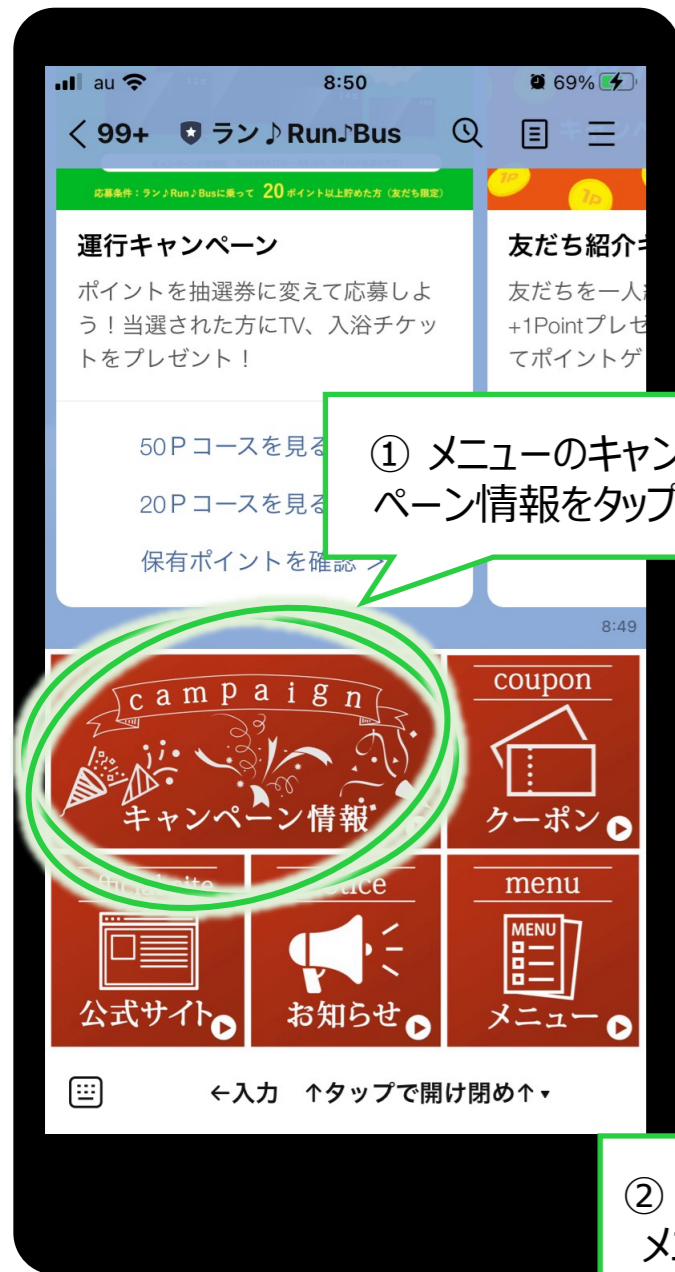 au
8:50
69%
99+
ラン♪Run♪Bus
応募条件：ラン♪Run♪Busに乗って 20ポイント以上貯めた方（友だち限定）
1P
1P
運行キャンペーン
ポイントを抽選券に変えて応募しよ
う！当選された方にTV、入浴チケッ
トをプレゼント！
50Pコースを見る
20Pコースを見る
保有ポイントを確認 >
友だち紹介キ
友だちを一人
+1Pointプレゼ
てポイントゲ
① メニューのキャン
ペーン情報をタップ
8:49
campaign
キャンペーン情報
coupon
クーポン
公式サイト
お知らせ
menu
MENU
メニュー
←入力 ↑タップで開け閉め↑▾
②